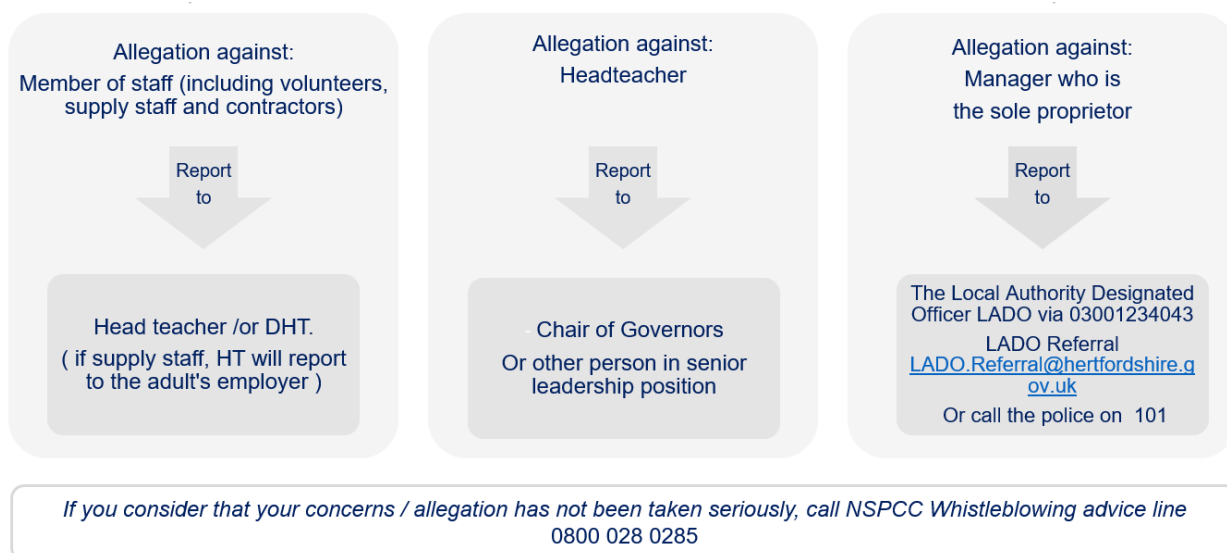 Allegation against:
Member of staff (including volunteers,
supply staff and contractors)
Report
to
Head teacher /or DHT.
( if supply staff, HT will report
to the adult's employer )
Allegation against:
Headteacher
Report
to
- Chair of Governors
Or other person in senior
leadership position
Allegation against:
Manager who is
the sole proprietor
Report
to
The Local Authority Designated
Officer LADO via 03001234043
LADO Referral
LADO.Referral@hertfordshire.g
ov.uk
Or call the police on 101
If you consider that your concerns / allegation has not been taken seriously, call NSPCC Whistleblowing advice line
0800 028 0285